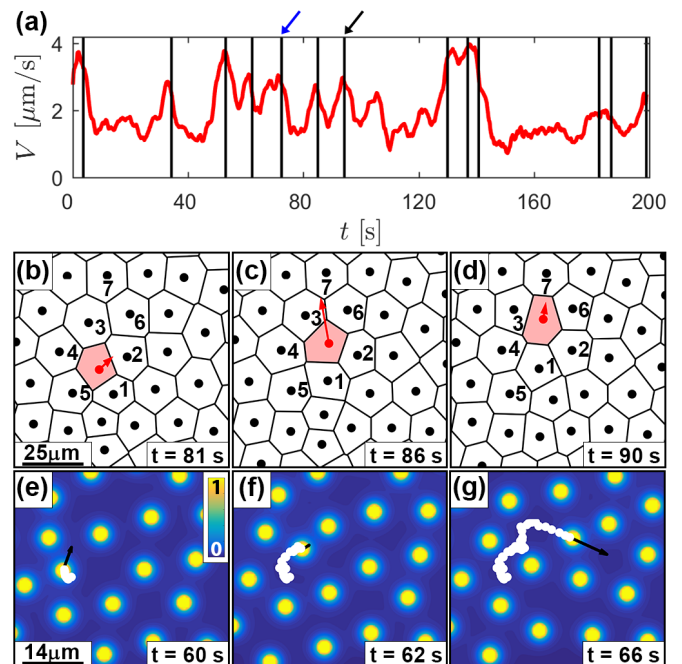 (a)
4
2
0
V [μm/s]
0 40 80 120 160 200
t [s]
(b) (c) (d)
7 7 7
6 6 6
3 3 3
4 2 4 2 4 2
5 1 5 1 5 1
25μm t = 81 s t = 86 s t = 90 s
(e) 1 (f) (g)
0
14μm t = 60 s t = 62 s t = 66 s